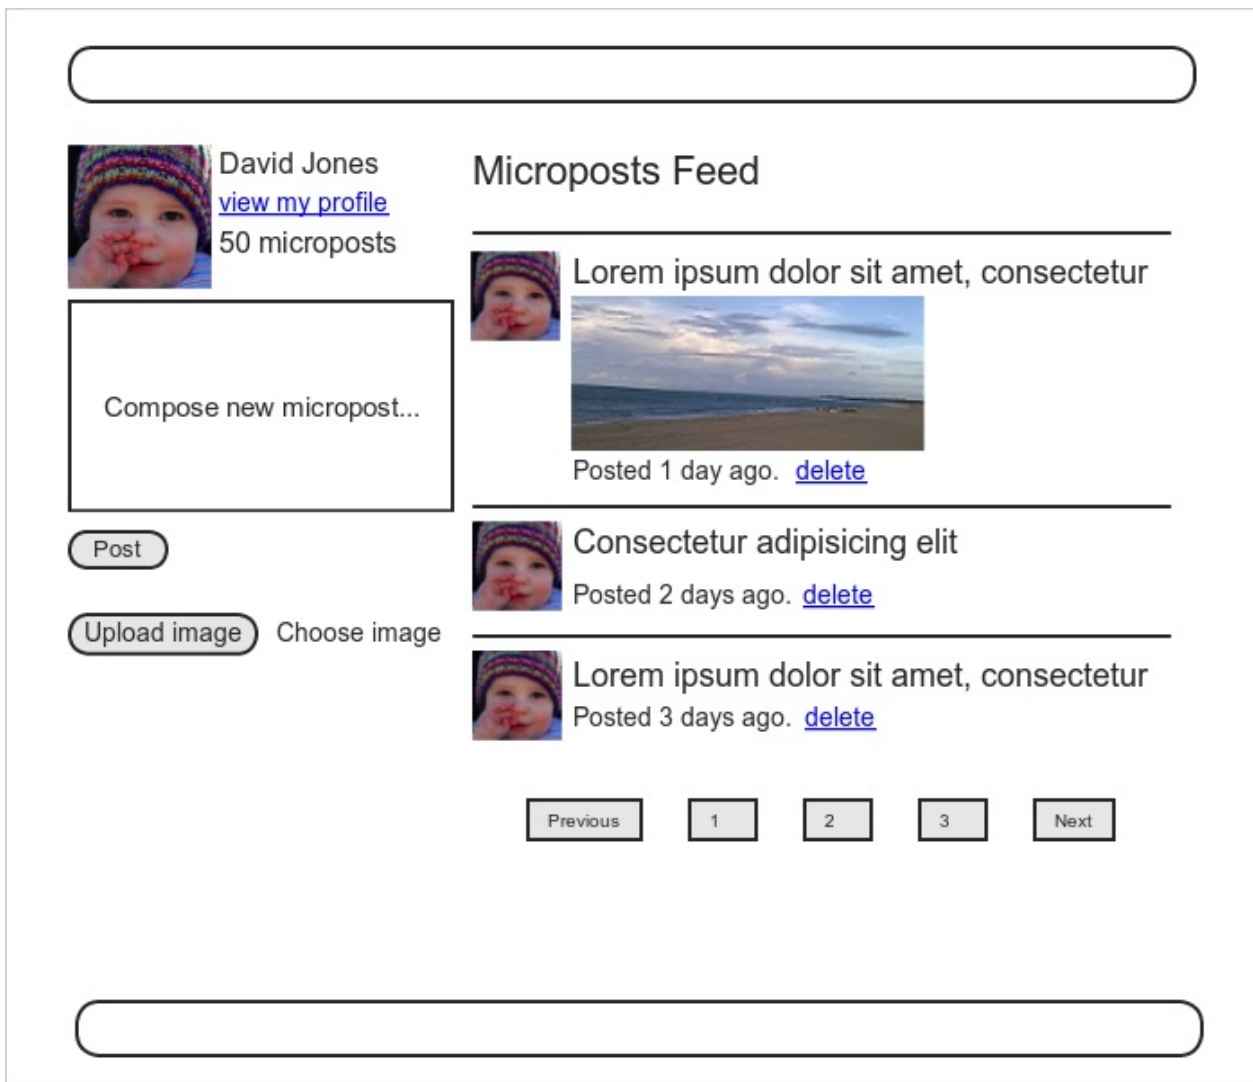 David Jones
view my profile
50 microposts
Compose new micropost...
Post
Upload image Choose image
Microposts Feed
Lorem ipsum dolor sit amet, consectetur
Posted 1 day ago. delete
Consectetur adipisicing elit
Posted 2 days ago. delete
Lorem ipsum dolor sit amet, consectetur
Posted 3 days ago. delete
Previous 1 2 3 Next